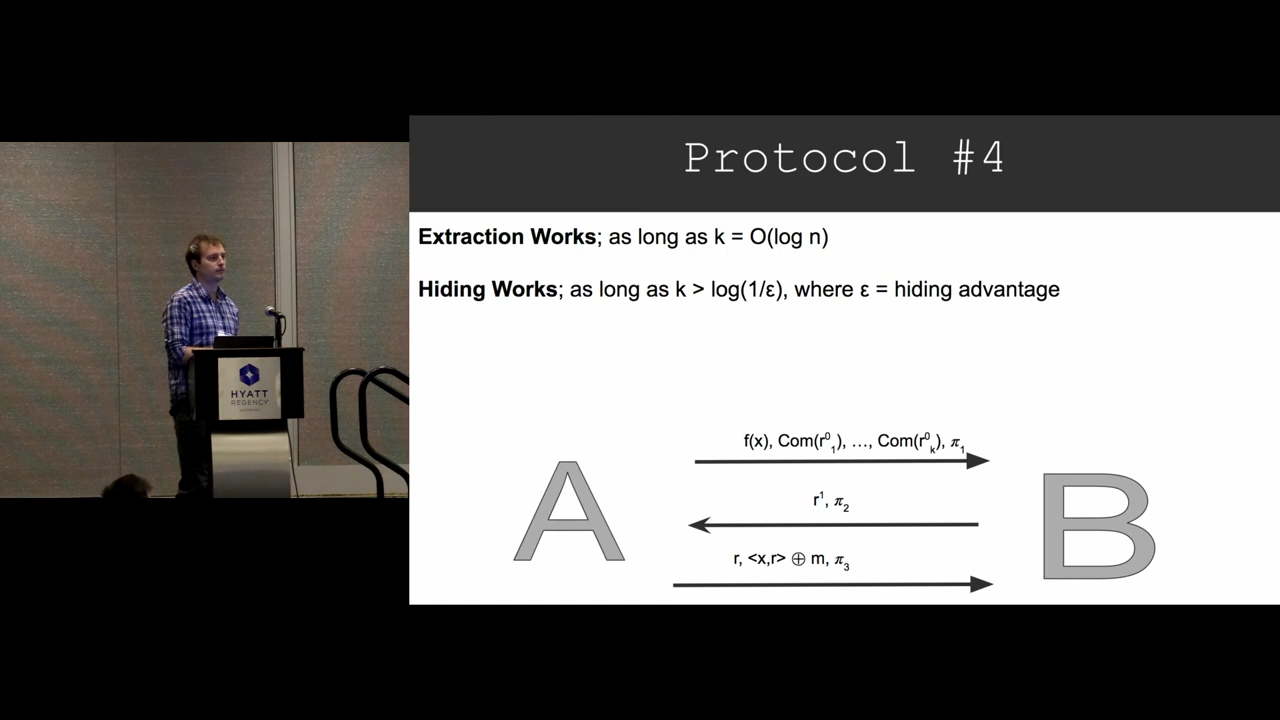 Protocol #4
Extraction Works; as long as k = O(log n)
Hiding Works; as long as k > log(1/ε), where ε = hiding advantage
HYATT
REGENCY
f(x), Com(r⁰₁), …, Com(r⁰ₖ), π₁
A
B
r¹, π₂
r, <x,r> ⊕ m, π₃